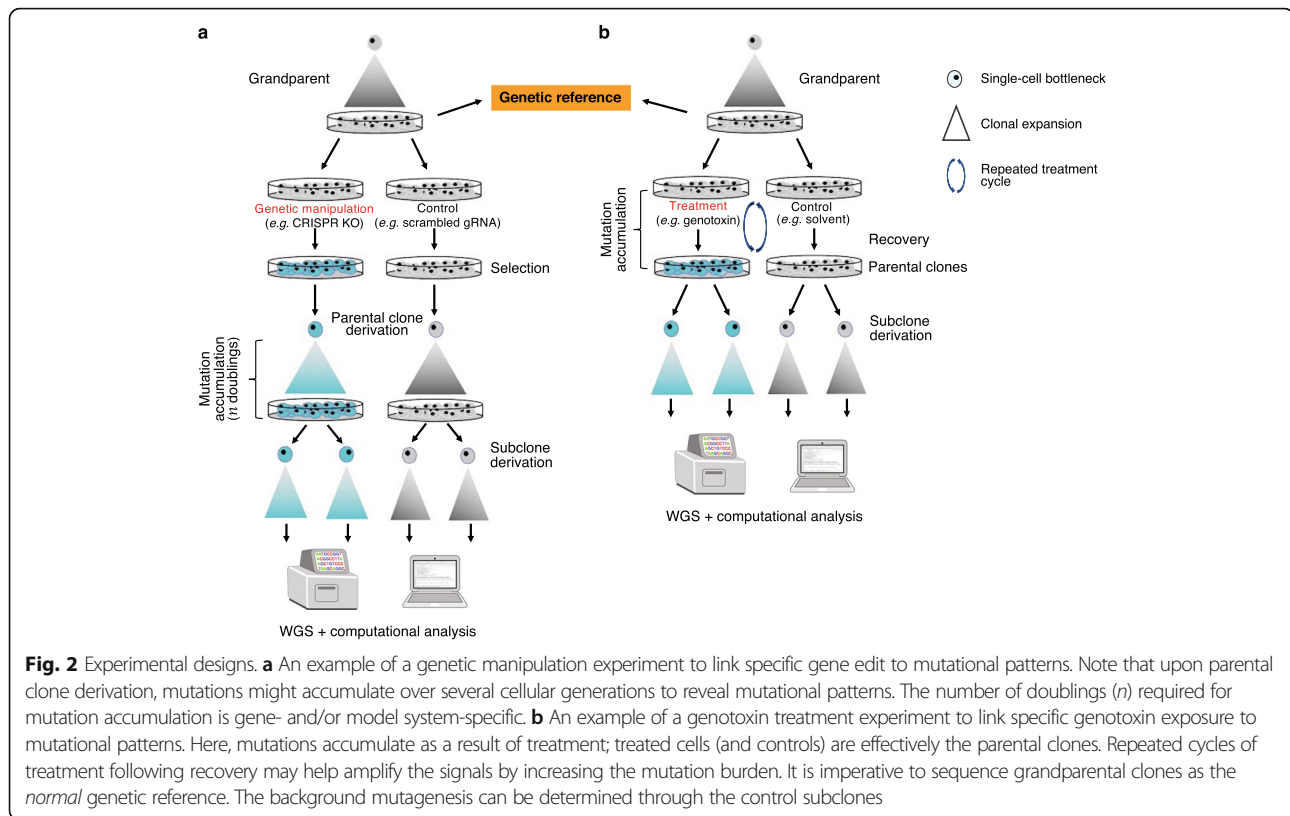 a
b
Grandparent
Grandparent
Genetic reference
Single-cell bottleneck
Clonal expansion
Repeated treatment
cycle
Genetic manipulation
(e.g. CRISPR KO)
Control
(e.g. scrambled gRNA)
Selection
Parental clone
derivation
Mutation
accumulation
(n doublings)
Subclone
derivation
WGS + computational analysis
Mutation
accumulation
Treatment
(e.g. genotoxin)
Control
(e.g. solvent)
Recovery
Parental clones
Subclone
derivation
WGS + computational analysis
Fig. 2 Experimental designs. a An example of a genetic manipulation experiment to link specific gene edit to mutational patterns. Note that upon parental
clone derivation, mutations might accumulate over several cellular generations to reveal mutational patterns. The number of doublings (n) required for
mutation accumulation is gene- and/or model system-specific. b An example of a genotoxin treatment experiment to link specific genotoxin exposure to
mutational patterns. Here, mutations accumulate as a result of treatment; treated cells (and controls) are effectively the parental clones. Repeated cycles of
treatment following recovery may help amplify the signals by increasing the mutation burden. It is imperative to sequence grandparental clones as the
normal genetic reference. The background mutagenesis can be determined through the control subclones